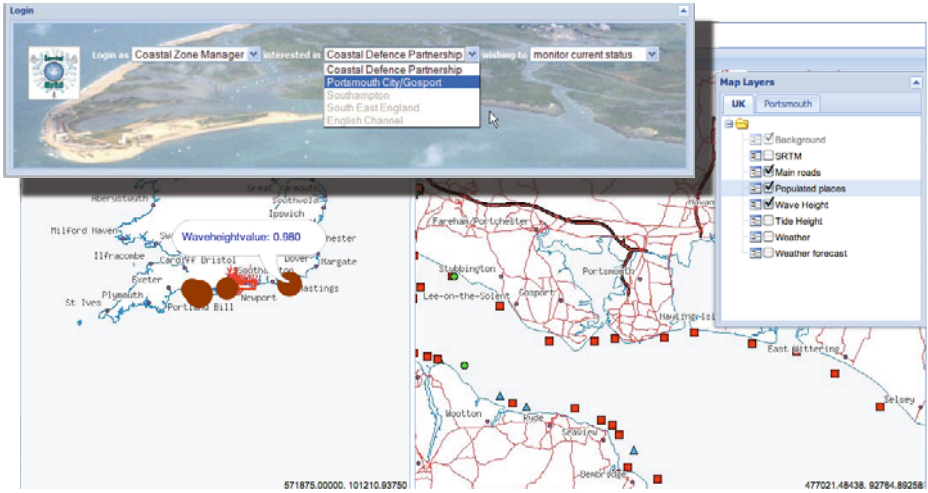 Login
Login as Coastal Zone Manager interested in Coastal Defence Partnership wishing to monitor current status
Coastal Defence Partnership
Portsmouth City/Gosport
Southampton
South East England
English Channel
Map Layers
UK Portsmouth
Background
SRTM
Main roads
Populated places
Wave Height
Tide Height
Weather
Weather forecast
Aberystwyth
Great Yarmouth
Southwold
Ipswich
Milford Haven
Waveheightvalue: 0.980
Ilfracombe
Cardiff Bristol
Dover
Margate
Exeter
Hastings
St Ives
Plymouth
Newport
Portland Bill
571875.00000, 101210.93750
Fareham/Portchester
Stubbington
Portsmouth
Lee-on-the-Solent
Gosport
East Wittering
Selsey
Wootton
Ryde
Seaview
Bembridge
477021.48438, 92764.89258